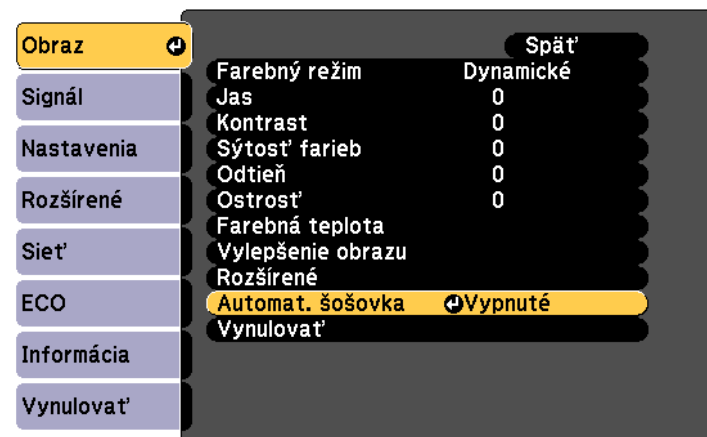 Obraz
Signál
Nastavenia
Rozšírené
Sieť
ECO
Informácia
Vynulovať
Späť
Farebný režim Dynamické
Jas 0
Kontrast 0
Sýtosť farieb 0
Odtieň 0
Ostrosť 0
Farebná teplota
Vylepšenie obrazu
Rozšírené
Automat. šošovka Vypnuté
Vynulovať